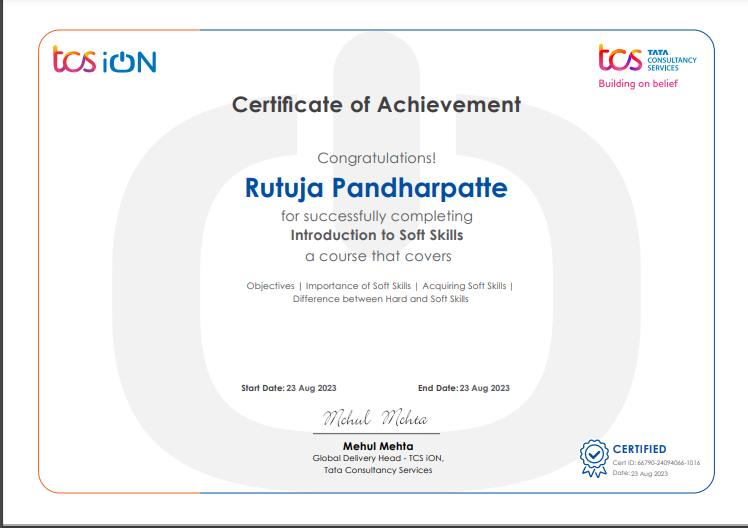 tcs iON
tcs TATA
CONSULTANCY
SERVICES
Building on belief
Certificate of Achievement
Congratulations!
Rutuja Pandharpatte
for successfully completing
Introduction to Soft Skills
a course that covers
Objectives | Importance of Soft Skills | Acquiring Soft Skills |
Difference between Hard and Soft Skills
Start Date: 23 Aug 2023 End Date: 23 Aug 2023
Mehul Mehta
Mehul Mehta
Global Delivery Head - TCS iON,
Tata Consultancy Services
CERTIFIED
Cert ID: 66790-24094066-1016
Date: 23 Aug 2023